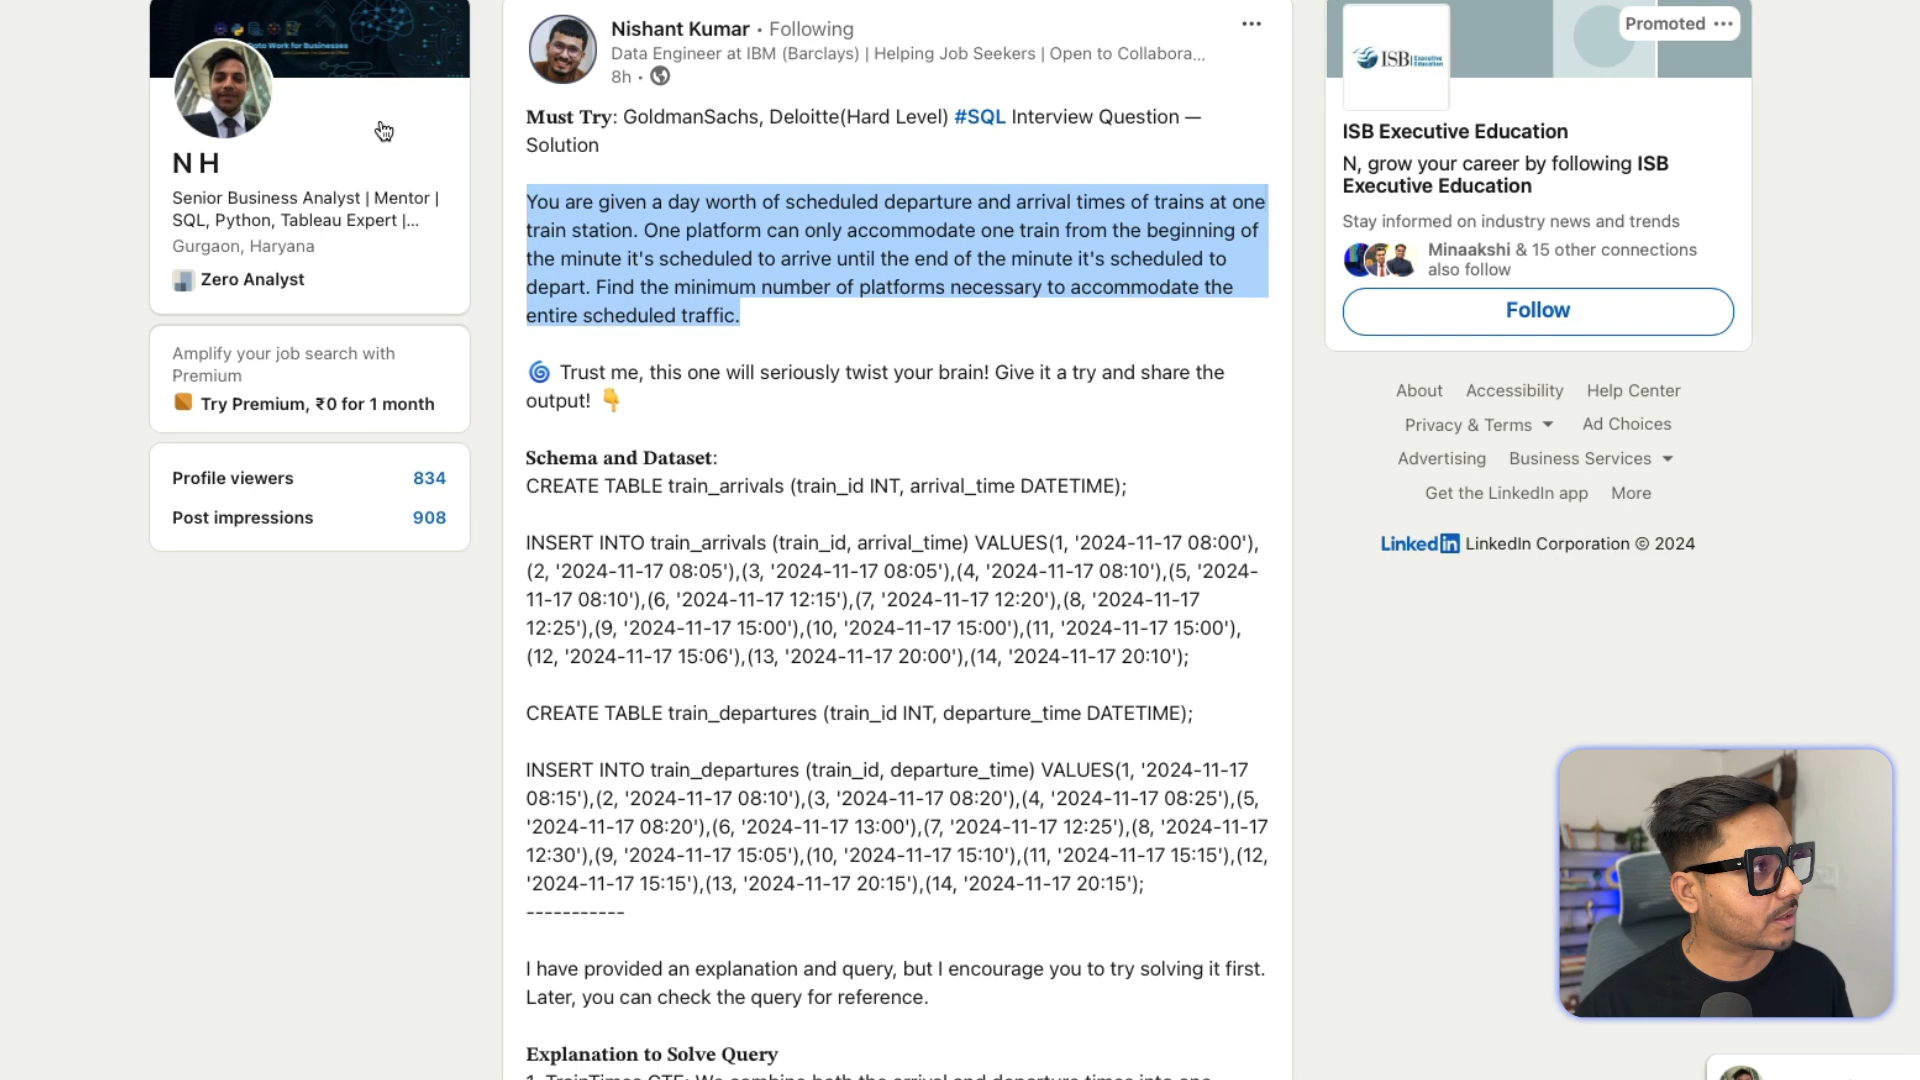 N H
Senior Business Analyst | Mentor |
SQL, Python, Tableau Expert |...
Gurgaon, Haryana
Zero Analyst
Amplify your job search with
Premium
Try Premium, ₹0 for 1 month
Profile viewers 834
Post impressions 908
Nishant Kumar • Following
Data Engineer at IBM (Barclays) | Helping Job Seekers | Open to Collabora...
8h •
Must Try: GoldmanSachs, Deloitte(Hard Level) #SQL Interview Question —
Solution
You are given a day worth of scheduled departure and arrival times of trains at one
train station. One platform can only accommodate one train from the beginning of
the minute it's scheduled to arrive until the end of the minute it's scheduled to
depart. Find the minimum number of platforms necessary to accommodate the
entire scheduled traffic.
🌀 Trust me, this one will seriously twist your brain! Give it a try and share the
output! 👇
Schema and Dataset:
CREATE TABLE train_arrivals (train_id INT, arrival_time DATETIME);
INSERT INTO train_arrivals (train_id, arrival_time) VALUES(1, '2024-11-17 08:00'),
(2, '2024-11-17 08:05'),(3, '2024-11-17 08:05'),(4, '2024-11-17 08:10'),(5, '2024-
11-17 08:10'),(6, '2024-11-17 12:15'),(7, '2024-11-17 12:20'),(8, '2024-11-17
12:25'),(9, '2024-11-17 15:00'),(10, '2024-11-17 15:00'),(11, '2024-11-17 15:00'),
(12, '2024-11-17 15:06'),(13, '2024-11-17 20:00'),(14, '2024-11-17 20:10');
CREATE TABLE train_departures (train_id INT, departure_time DATETIME);
INSERT INTO train_departures (train_id, departure_time) VALUES(1, '2024-11-17
08:15'),(2, '2024-11-17 08:10'),(3, '2024-11-17 08:20'),(4, '2024-11-17 08:25'),(5,
'2024-11-17 08:20'),(6, '2024-11-17 13:00'),(7, '2024-11-17 12:25'),(8, '2024-11-17
12:30'),(9, '2024-11-17 15:05'),(10, '2024-11-17 15:10'),(11, '2024-11-17 15:15'),(12,
'2024-11-17 15:15'),(13, '2024-11-17 20:15'),(14, '2024-11-17 20:15');
-----------
I have provided an explanation and query, but I encourage you to try solving it first.
Later, you can check the query for reference.
Explanation to Solve Query
Promoted
ISB Executive Education
ISB Executive Education
N, grow your career by following ISB
Executive Education
Stay informed on industry news and trends
Minaakshi & 15 other connections
also follow
Follow
About Accessibility Help Center
Privacy & Terms Ad Choices
Advertising Business Services
Get the LinkedIn app More
LinkedIn LinkedIn Corporation © 2024